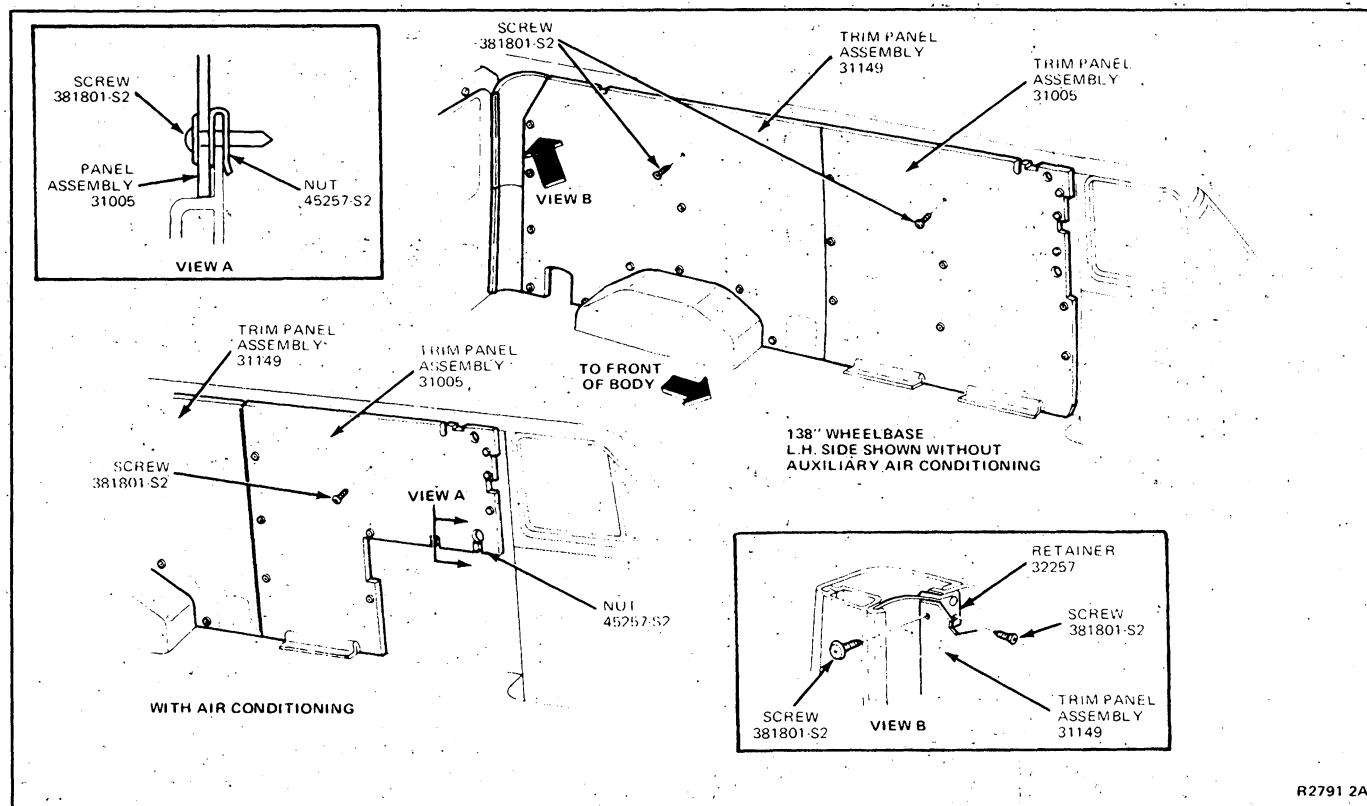 SCREW
381801-S2
PANEL
ASSEMBLY
31005
NUT
45257-S2
VIEW A
SCREW
381801-S2
TRIM PANEL
ASSEMBLY
31149
TRIM PANEL
ASSEMBLY
31005
VIEW B
TO FRONT
OF BODY
138" WHEELBASE
L.H. SIDE SHOWN WITHOUT
AUXILIARY AIR CONDITIONING
TRIM PANEL
ASSEMBLY
31149
TRIM PANEL
ASSEMBLY
31005
SCREW
381801-S2
VIEW A
NUT
45257-S2
WITH AIR CONDITIONING
RETAINER
32257
SCREW
381801-S2
SCREW
381801-S2
VIEW B
TRIM PANEL
ASSEMBLY
31149
R2791 2A